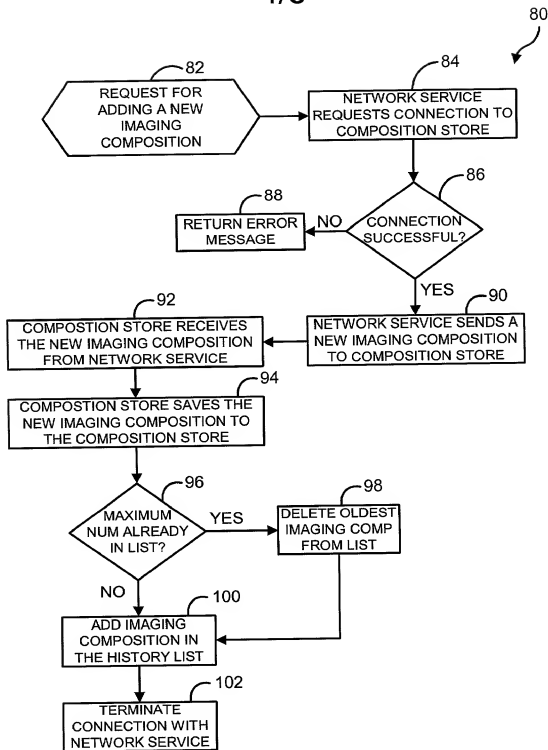 80
82
REQUEST FOR
ADDING A NEW
IMAGING
COMPOSITION
84
NETWORK SERVICE
REQUESTS CONNECTION TO
COMPOSITION STORE
86
CONNECTION
SUCCESSFUL?
NO
88
RETURN ERROR
MESSAGE
YES
90
NETWORK SERVICE SENDS A
NEW IMAGING COMPOSITION
TO COMPOSITION STORE
92
COMPOSTION STORE RECEIVES
THE NEW IMAGING COMPOSITION
FROM NETWORK SERVICE
94
COMPOSTION STORE SAVES THE
NEW IMAGING COMPOSITION TO
THE COMPOSITION STORE
96
MAXIMUM
NUM ALREADY
IN LIST?
YES
98
DELETE OLDEST
IMAGING COMP
FROM LIST
NO
100
ADD IMAGING
COMPOSITION IN
THE HISTORY LIST
102
TERMINATE
CONNECTION WITH
NETWORK SERVICE